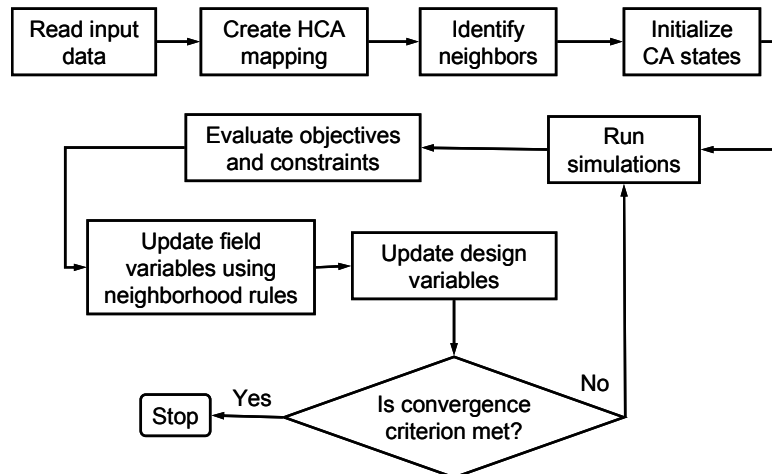 Read input
data
Create HCA
mapping
Identify
neighbors
Initialize
CA states
Evaluate objectives
and constraints
Run
simulations
Update field
variables using
neighborhood rules
Update design
variables
Is convergence
criterion met?
Yes
No
Stop